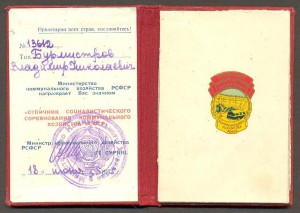 Пролетарии всех стран, соединяйтесь!
№ 13612
Тов. Бурмистров
Владимир Николаевич
Министерство
коммунального хозяйства РСФСР
награждает Вас значком
«ОТЛИЧНИК СОЦИАЛИСТИЧЕСКОГО
СОРЕВНОВАНИЯ КОММУНАЛЬНОГО
ХОЗЯЙСТВА РСФСР»
Министр коммунального хозяйства
РСФСР
18